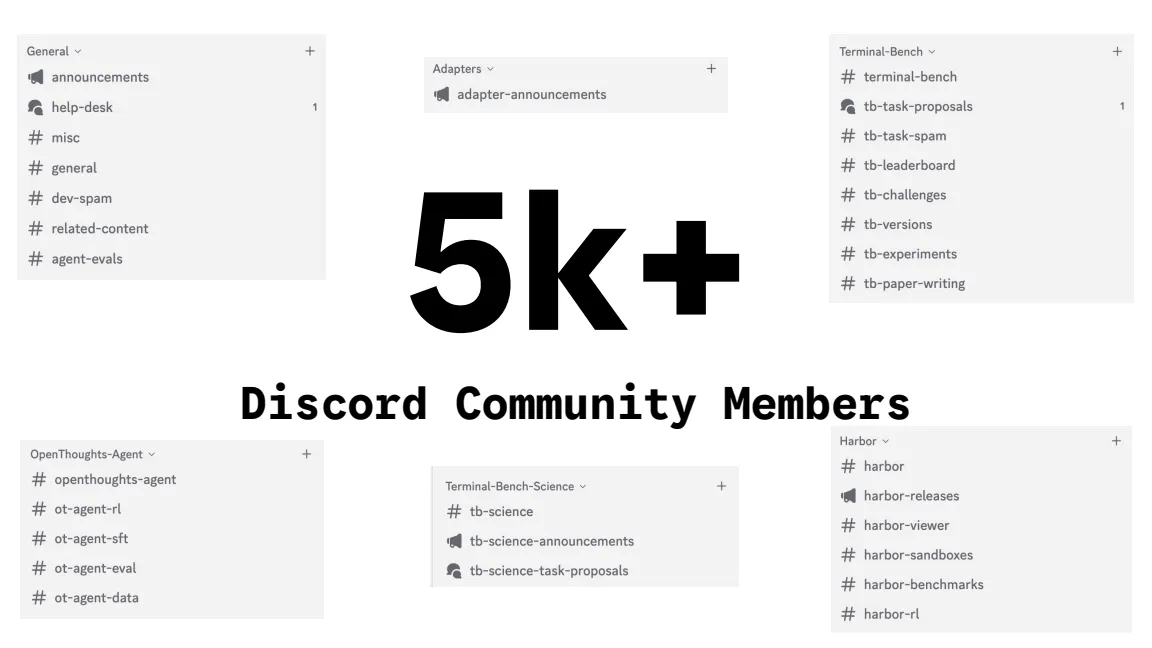 General
announcements
help-desk 1
misc
general
dev-spam
related-content
agent-evals
Adapters
adapter-announcements
Terminal-Bench
terminal-bench
tb-task-proposals 1
tb-task-spam
tb-leaderboard
tb-challenges
tb-versions
tb-experiments
tb-paper-writing
5k+
Discord Community Members
OpenThoughts-Agent
openthoughts-agent
ot-agent-rl
ot-agent-sft
ot-agent-eval
ot-agent-data
Terminal-Bench-Science
tb-science
tb-science-announcements
tb-science-task-proposals
Harbor
harbor
harbor-releases
harbor-viewer
harbor-sandboxes
harbor-benchmarks
harbor-rl